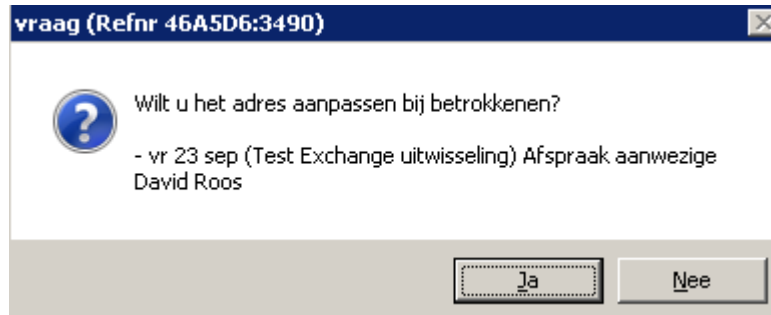 vraag (Refnr 46A5D6:3490)
Wilt u het adres aanpassen bij betrokkenen?
- vr 23 sep (Test Exchange uitwisseling) Afspraak aanwezige
David Roos
Ja
Nee